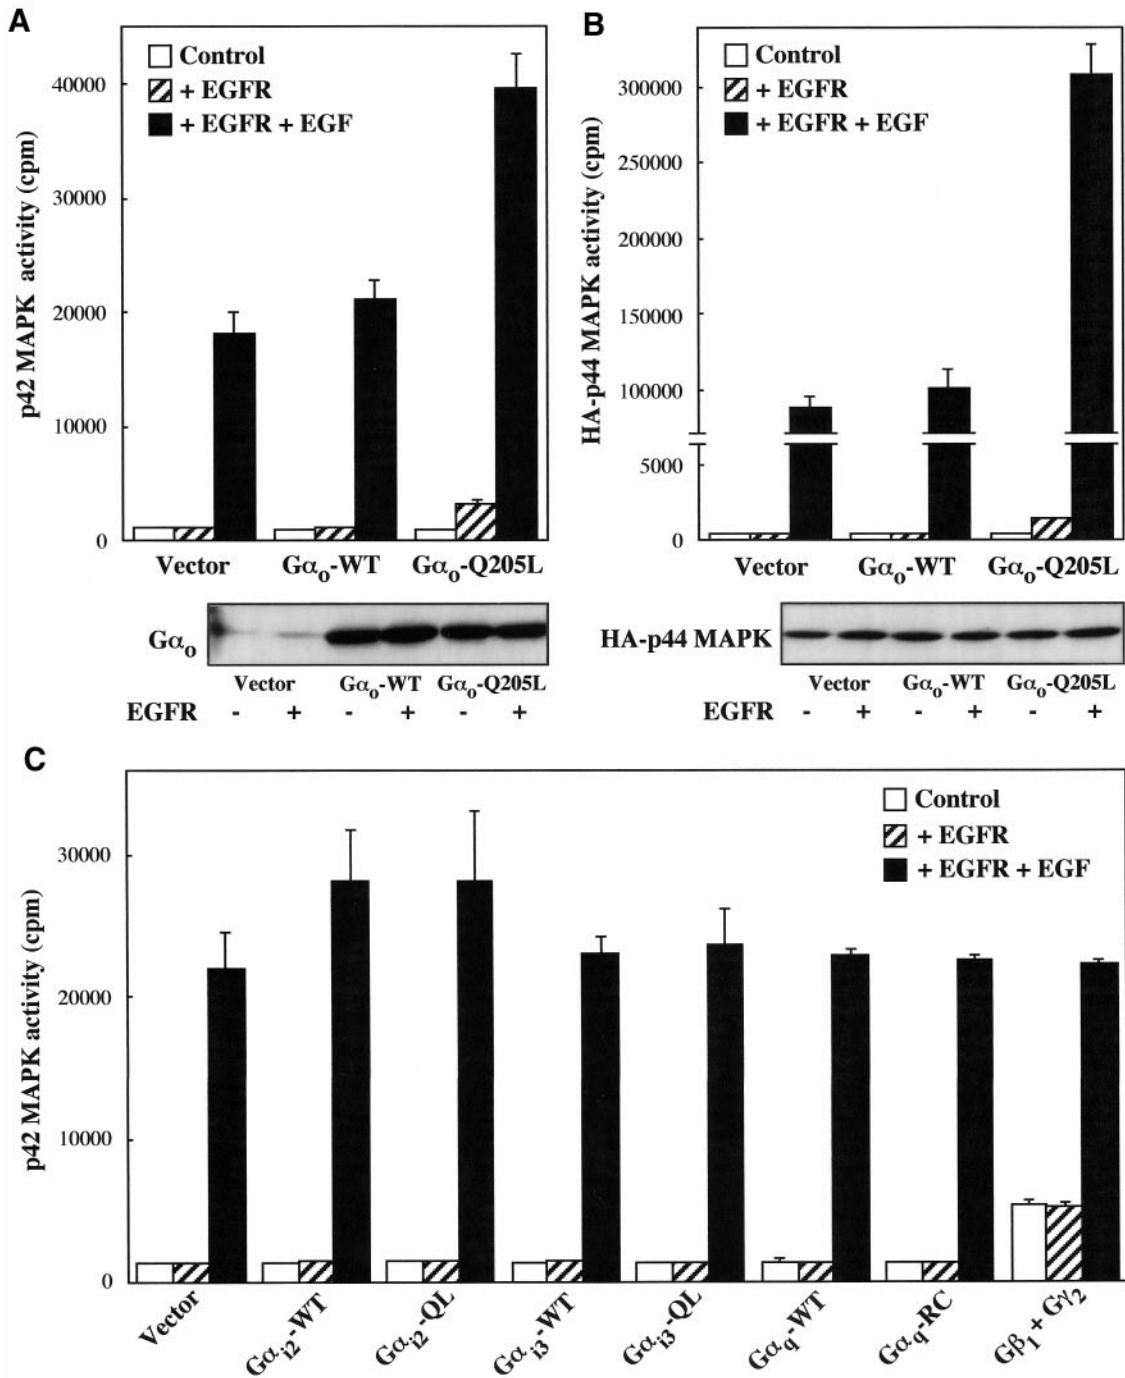 A
Control
+ EGFR
+ EGFR + EGF
p42 MAPK activity (cpm)
40000
30000
20000
10000
0
Vector Gαo-WT Gαo-Q205L
Gαo
Vector Gαo-WT Gαo-Q205L
EGFR - + - + - +
B
Control
+ EGFR
+ EGFR + EGF
HA-p44 MAPK activity (cpm)
300000
250000
200000
150000
100000
5000
0
Vector Gαo-WT Gαo-Q205L
HA-p44 MAPK
Vector Gαo-WT Gαo-Q205L
EGFR - + - + - +
C
Control
+ EGFR
+ EGFR + EGF
p42 MAPK activity (cpm)
30000
20000
10000
0
Vector
Gαi2-WT
Gαi2-QL
Gαi3-WT
Gαi3-QL
Gαq-WT
Gαq-RC
Gβ1 + Gγ2